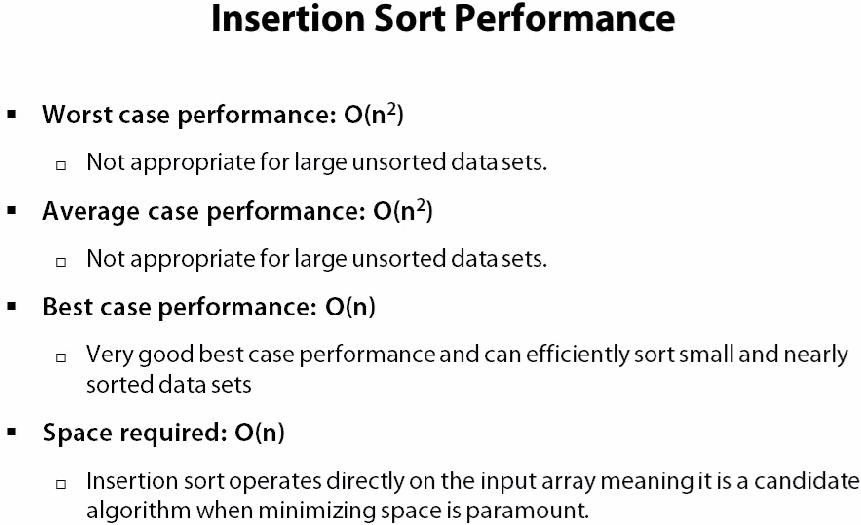 Insertion Sort Performance
▪ Worst case performance: O(n²)
▫ Not appropriate for large unsorted data sets.
▪ Average case performance: O(n²)
▫ Not appropriate for large unsorted data sets.
▪ Best case performance: O(n)
▫ Very good best case performance and can efficiently sort small and nearly
sorted data sets
▪ Space required: O(n)
▫ Insertion sort operates directly on the input array meaning it is a candidate
algorithm when minimizing space is paramount.